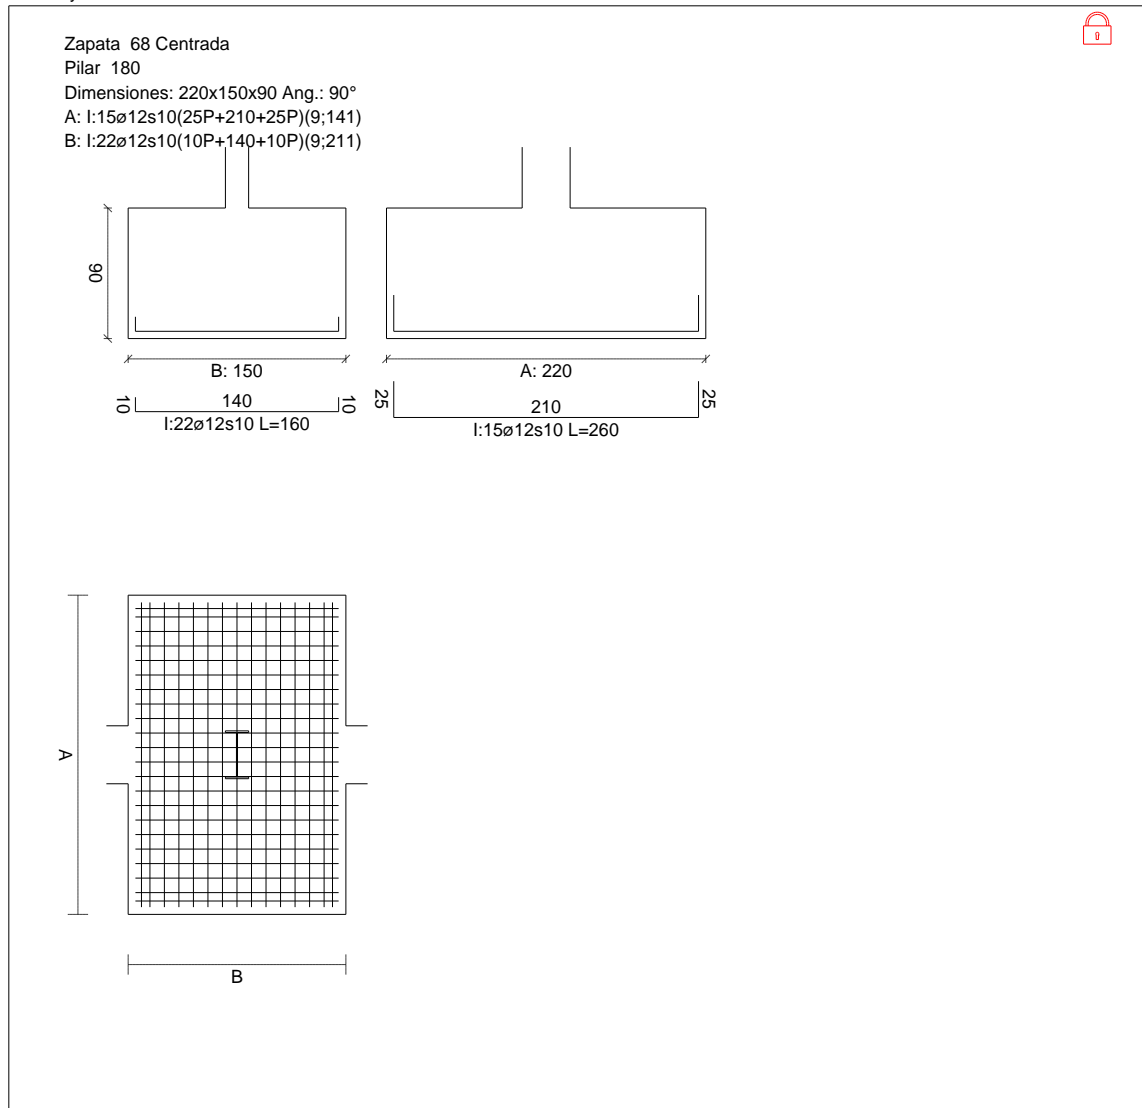 Zapata  68 Centrada
Pilar  180
Dimensiones: 220x150x90 Ang.: 90°
A: I:15ø12s10(25P+210+25P)(9;141)
B: I:22ø12s10(10P+140+10P)(9;211)
90
B: 150
A: 220
10
140
10
I:22ø12s10 L=160
25
210
25
I:15ø12s10 L=260
A
B